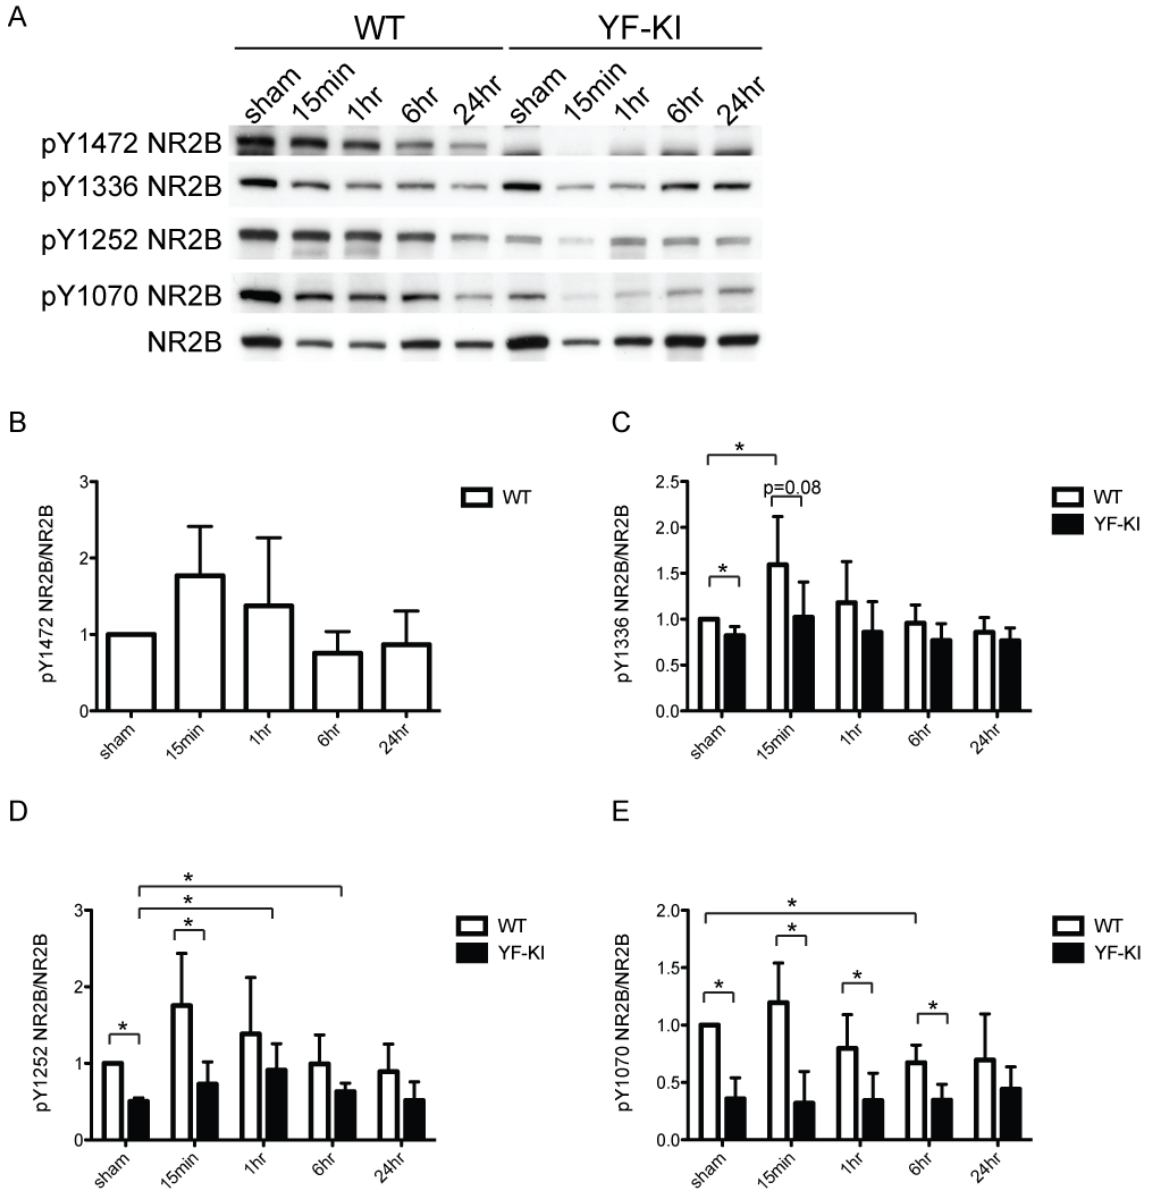 A
WT YF-KI
sham 15min 1hr 6hr 24hr sham 15min 1hr 6hr 24hr
pY1472 NR2B
pY1336 NR2B
pY1252 NR2B
pY1070 NR2B
NR2B
B
pY1472 NR2B/NR2B
3
2
1
0
sham 15min 1hr 6hr 24hr
WT
C
pY1336 NR2B/NR2B
2.5
2.0
1.5
1.0
0.5
0.0
*
p=0.08
*
sham 15min 1hr 6hr 24hr
WT
YF-KI
D
pY1252 NR2B/NR2B
3
2
1
0
*
*
*
*
sham 15min 1hr 6hr 24hr
WT
YF-KI
E
pY1070 NR2B/NR2B
2.0
1.5
1.0
0.5
0.0
*
*
*
*
*
sham 15min 1hr 6hr 24hr
WT
YF-KI